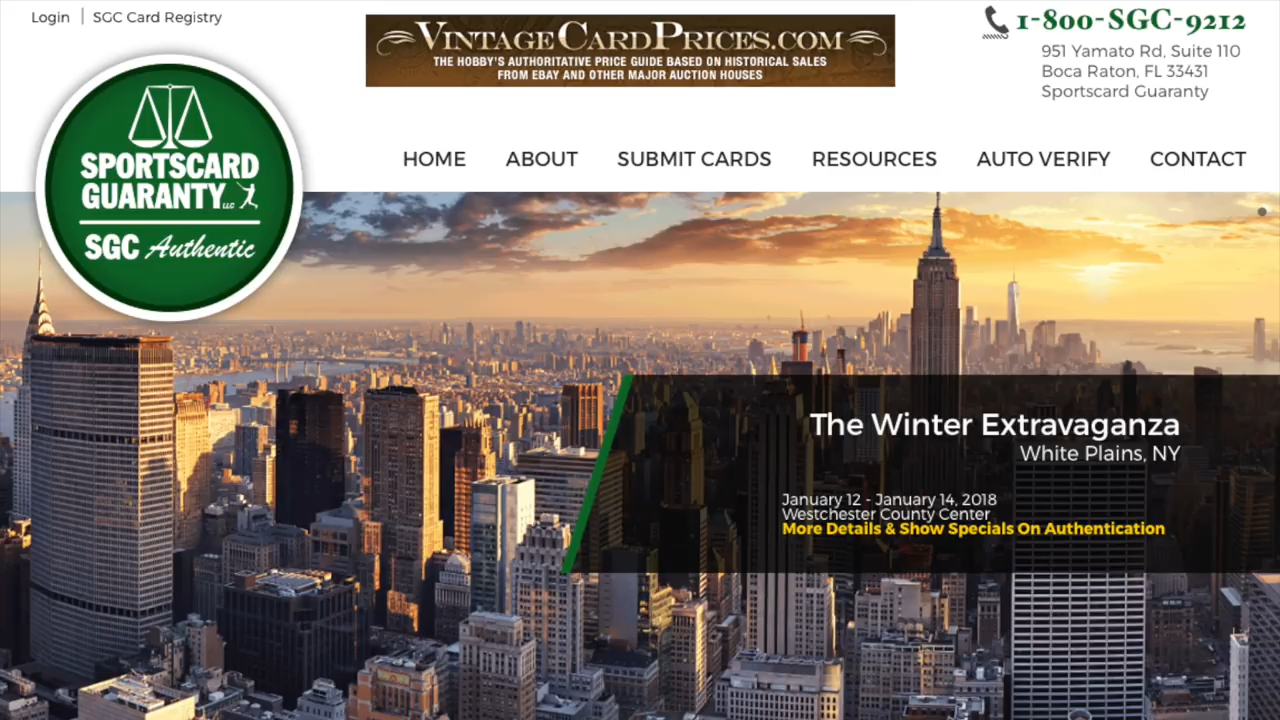 Login | SGC Card Registry
VINTAGECARDPRICES.COM
THE HOBBY'S AUTHORITATIVE PRICE GUIDE BASED ON HISTORICAL SALES
FROM EBAY AND OTHER MAJOR AUCTION HOUSES
1-800-SGC-9212
951 Yamato Rd, Suite 110
Boca Raton, FL 33431
Sportscard Guaranty
SPORTSCARD
GUARANTY LLC
SGC Authentic
HOME ABOUT SUBMIT CARDS RESOURCES AUTO VERIFY CONTACT
The Winter Extravaganza
White Plains, NY
January 12 - January 14, 2018
Westchester County Center
More Details & Show Specials On Authentication